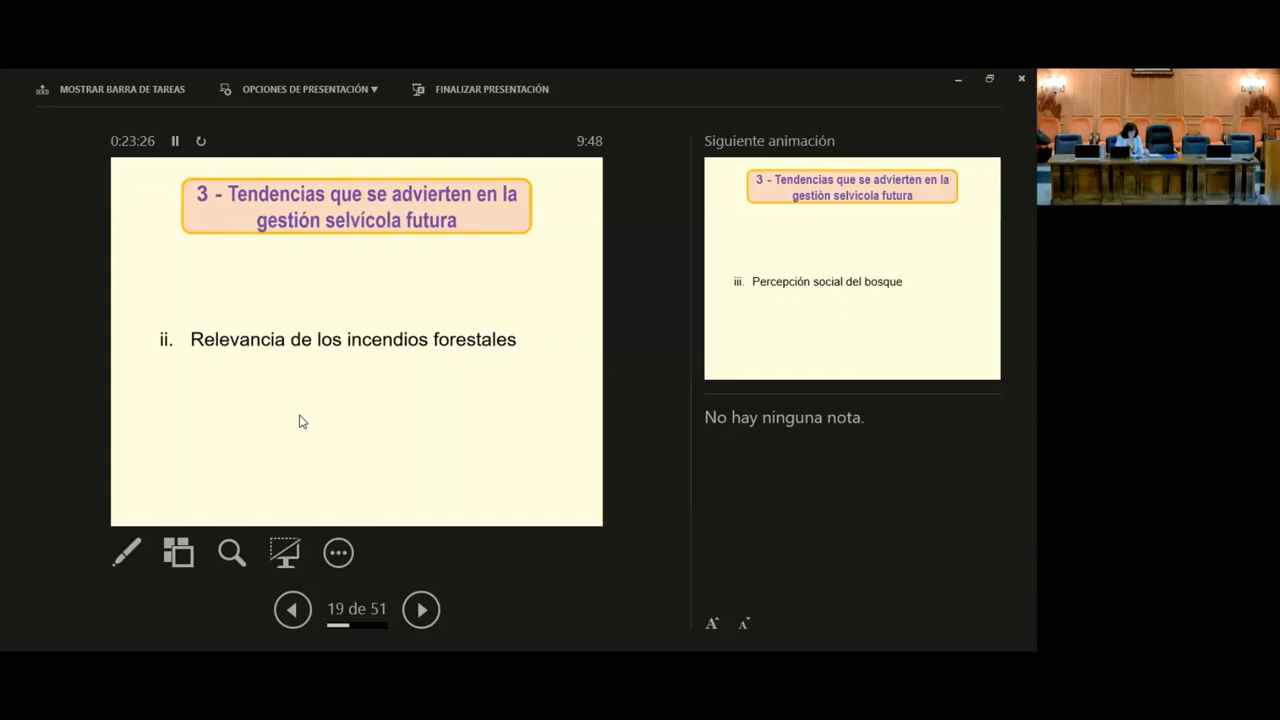 MOSTRAR BARRA DE TAREAS
OPCIONES DE PRESENTACIÓN ▼
FINALIZAR PRESENTACIÓN
0:23:26
9:48
3 - Tendencias que se advierten en la
gestión selvícola futura
ii. Relevancia de los incendios forestales
19 de 51
Siguiente animación
3 - Tendencias que se advierten en la
gestión selvicola futura
iii. Percepción social del bosque
No hay ninguna nota.
A
A